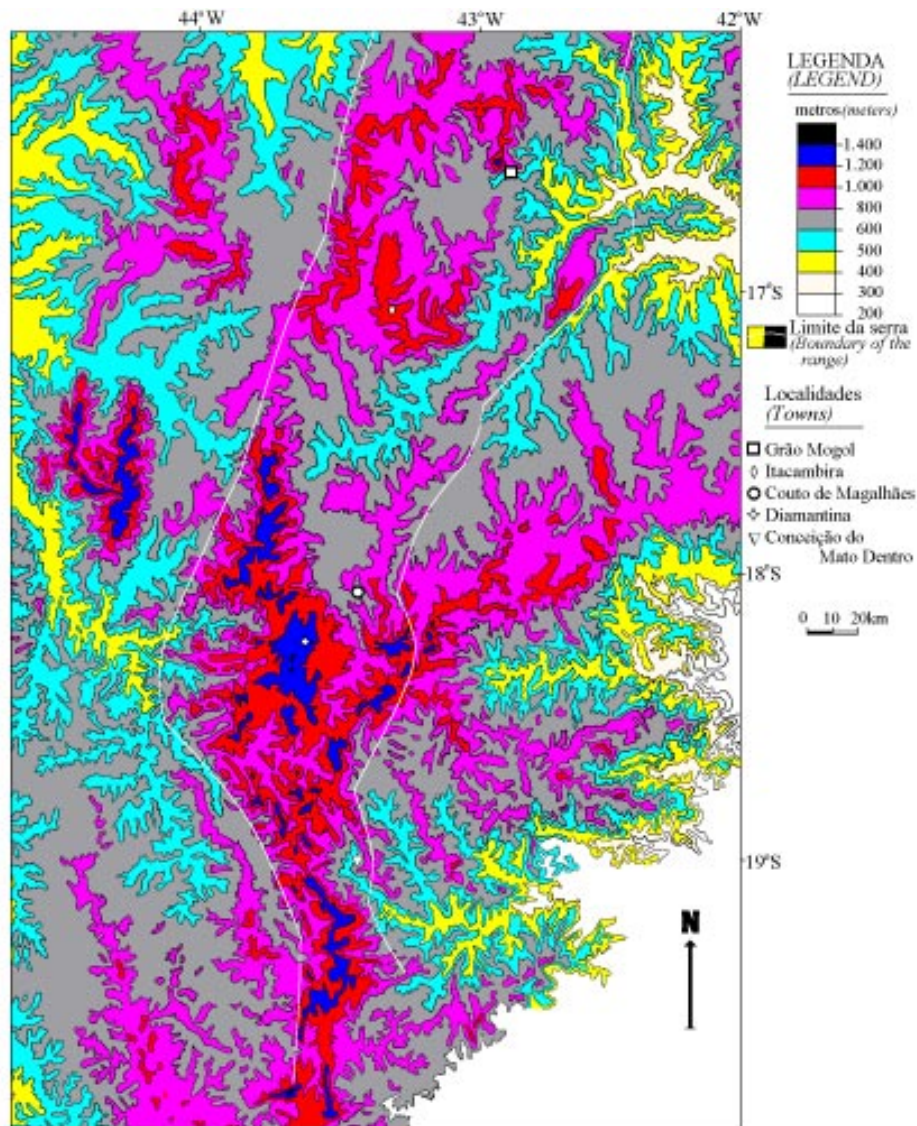 44°W 43°W 42°W
LEGENDA
(LEGEND)
metros (meters)
1.400
1.200
1.000
800
600
500
400
300
200
17°S
Limite da serra
(Boundary of the
range)
Localidades
(Towns)
Grão Mogol
Itacambira
Couto de Magalhães
Diamantina
Conceição do
Mato Dentro
18°S
0 10 20km
19°S
N